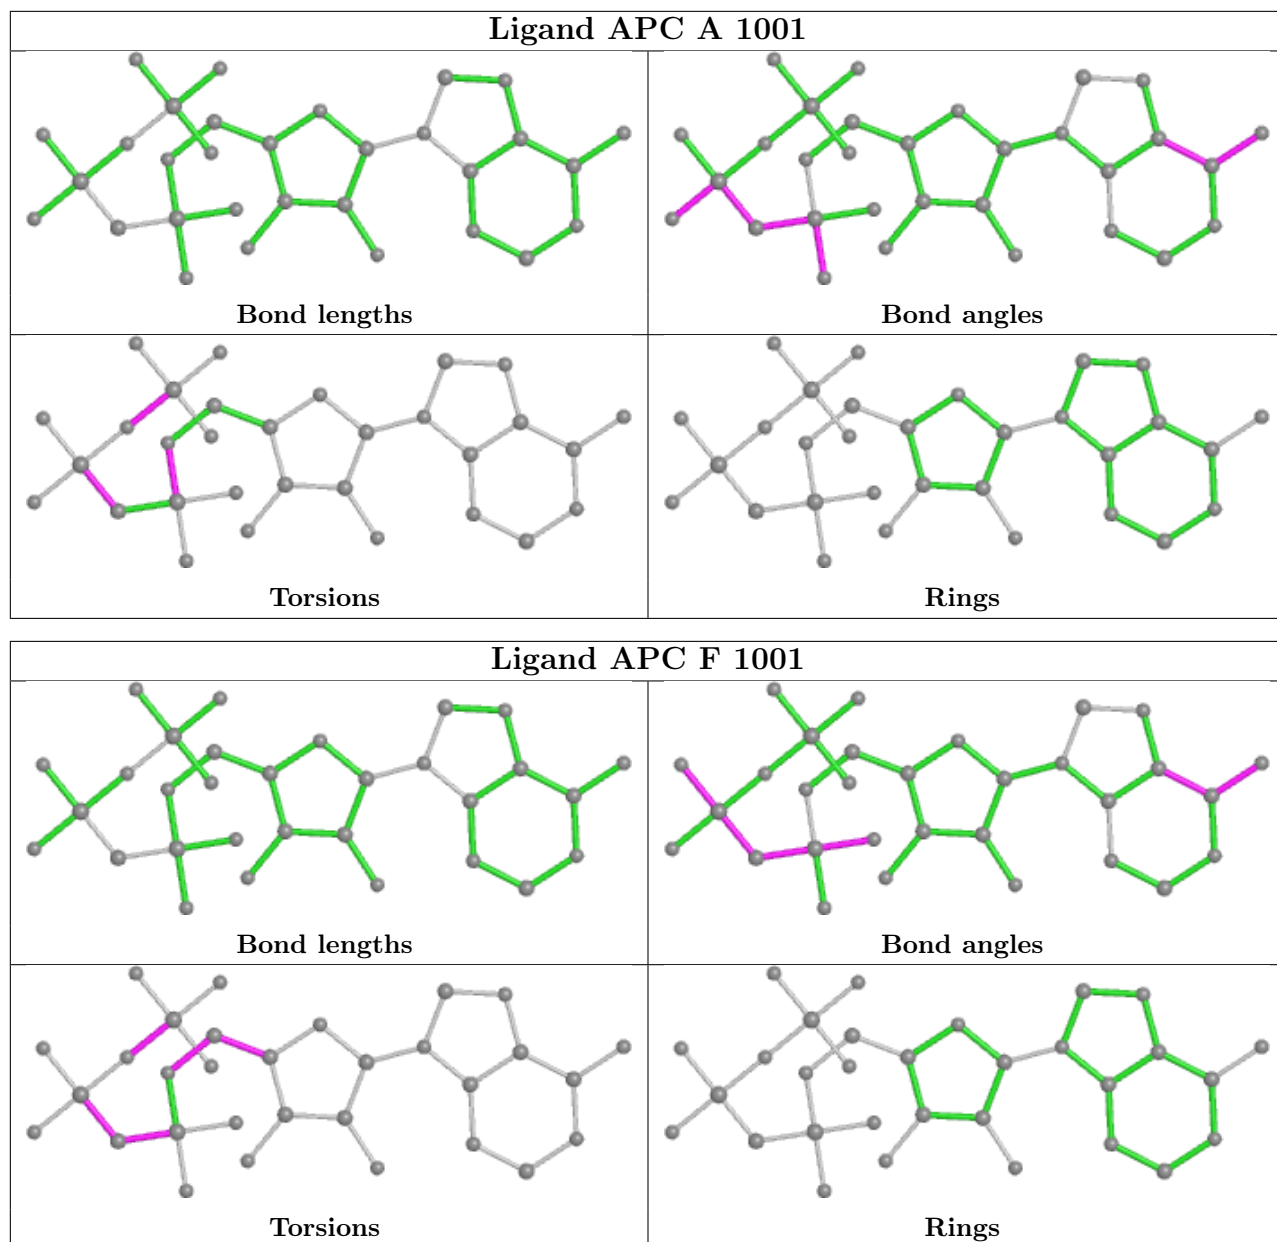 Ligand APC A 1001
Bond lengths
Bond angles
Torsions
Rings
Ligand APC F 1001
Bond lengths
Bond angles
Torsions
Rings